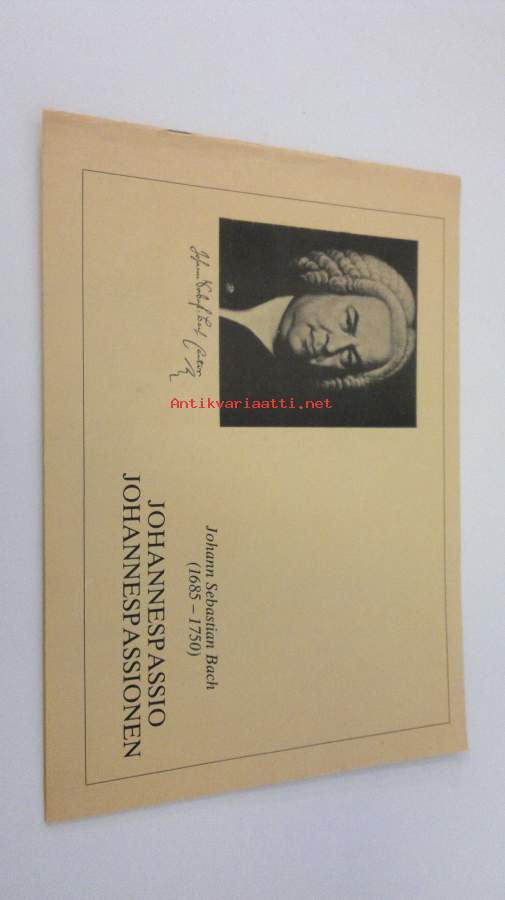 Johann Sebastian Bach
(1685 – 1750)
JOHANNESPASSIO
JOHANNESPASSIONEN
Antikvariaatti.net